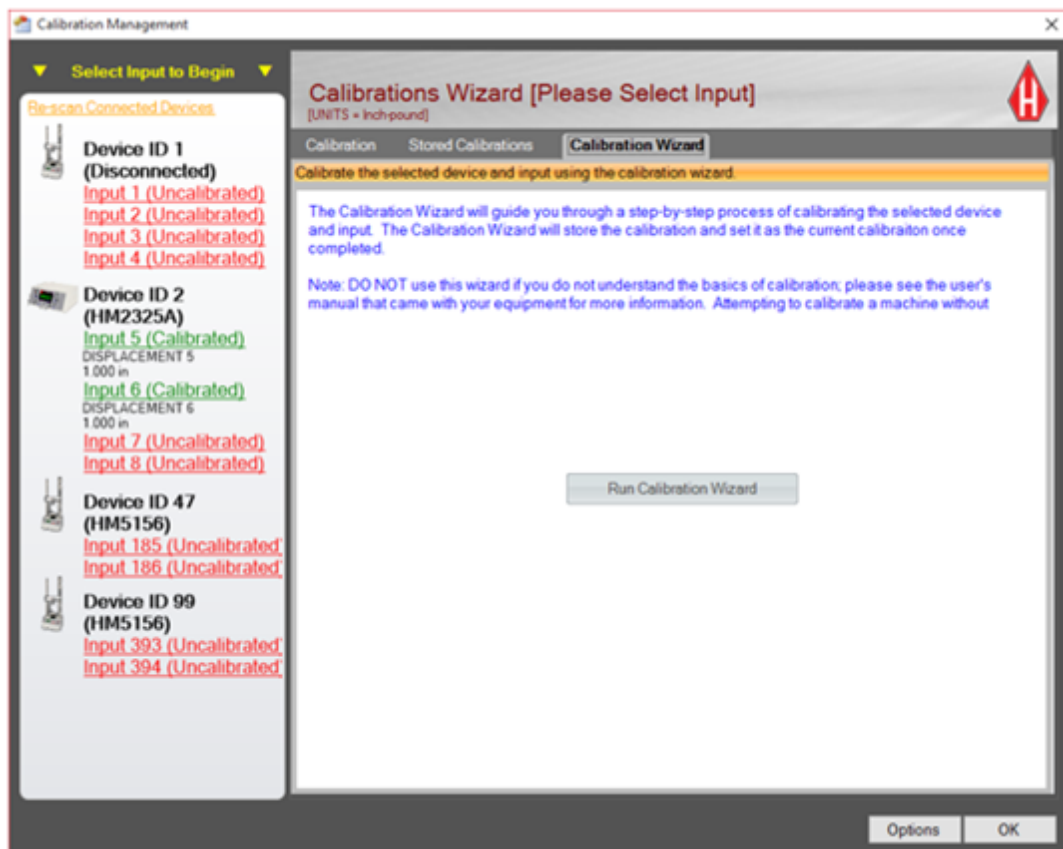 Calibration Management
Select Input to Begin
Re-scan Connected Devices
Device ID 1
(Disconnected)
Input 1 (Uncalibrated)
Input 2 (Uncalibrated)
Input 3 (Uncalibrated)
Input 4 (Uncalibrated)
Device ID 2
(HM2325A)
Input 5 (Calibrated)
DISPLACEMENT 5
1.000 in
Input 6 (Calibrated)
DISPLACEMENT 6
1.000 in
Input 7 (Uncalibrated)
Input 8 (Uncalibrated)
Device ID 47
(HM5156)
Input 185 (Uncalibrated
Input 186 (Uncalibrated
Device ID 99
(HM5156)
Input 393 (Uncalibrated
Input 394 (Uncalibrated
Calibrations Wizard [Please Select Input]
[UNITS = Inch-pound]
H
Calibration Stored Calibrations Calibration Wizard
Calibrate the selected device and input using the calibration wizard.
The Calibration Wizard will guide you through a step-by-step process of calibrating the selected device
and input. The Calibration Wizard will store the calibration and set it as the current calibraiton once
completed.
Note: DO NOT use this wizard if you do not understand the basics of calibration; please see the user's
manual that came with your equipment for more information. Attempting to calibrate a machine without
Run Calibration Wizard
Options OK